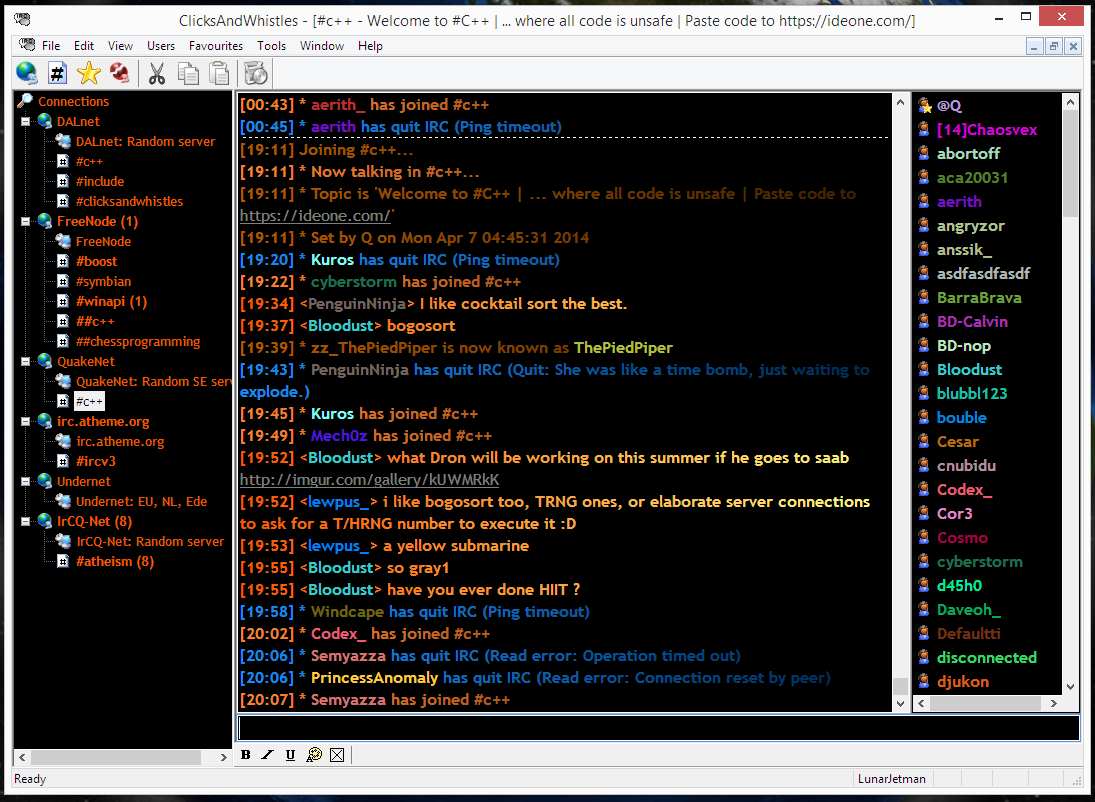 ClicksAndWhistles - [#c++ - Welcome to #C++ | ... where all code is unsafe | Paste code to https://ideone.com/]
File Edit View Users Favourites Tools Window Help
Connections
DALnet
DALnet: Random server
#c++
#include
#clicksandwhistles
FreeNode (1)
FreeNode
#boost
#symbian
#winapi (1)
##c++
##chessprogramming
QuakeNet
QuakeNet: Random SE serv
#c++
irc.atheme.org
irc.atheme.org
#ircv3
Undernet
Undernet: EU, NL, Ede
IrCQ-Net (8)
IrCQ-Net: Random server
#atheism (8)
[00:43] * aerith_ has joined #c++
[00:45] * aerith has quit IRC (Ping timeout)
[19:11] Joining #c++...
[19:11] * Now talking in #c++...
[19:11] * Topic is 'Welcome to #C++ | ... where all code is unsafe | Paste code to
https://ideone.com/'
[19:11] * Set by Q on Mon Apr 7 04:45:31 2014
[19:20] * Kuros has quit IRC (Ping timeout)
[19:22] * cyberstorm has joined #c++
[19:34] <PenguinNinja> I like cocktail sort the best.
[19:37] <Bloodust> bogosort
[19:39] * zz_ThePiedPiper is now known as ThePiedPiper
[19:43] * PenguinNinja has quit IRC (Quit: She was like a time bomb, just waiting to
explode.)
[19:45] * Kuros has joined #c++
[19:49] * Mech0z has joined #c++
[19:52] <Bloodust> what Dron will be working on this summer if he goes to saab
http://imgur.com/gallery/kUWMRkK
[19:52] <lewpus_> i like bogosort too, TRNG ones, or elaborate server connections
to ask for a T/HRNG number to execute it :D
[19:53] <lewpus_> a yellow submarine
[19:55] <Bloodust> so gray1
[19:55] <Bloodust> have you ever done HIIT ?
[19:58] * Windcape has quit IRC (Ping timeout)
[20:02] * Codex_ has joined #c++
[20:06] * Semyazza has quit IRC (Read error: Operation timed out)
[20:06] * PrincessAnomaly has quit IRC (Read error: Connection reset by peer)
[20:07] * Semyazza has joined #c++
@Q
[14]Chaosvex
abortoff
aca20031
aerith
angryzor
anssik_
asdfasdfasdf
BarraBrava
BD-Calvin
BD-nop
Bloodust
blubbl123
bouble
Cesar
cnubidu
Codex_
Cor3
Cosmo
cyberstorm
d45h0
Daveoh_
Defaultti
disconnected
djukon
B I U
Ready
LunarJetman